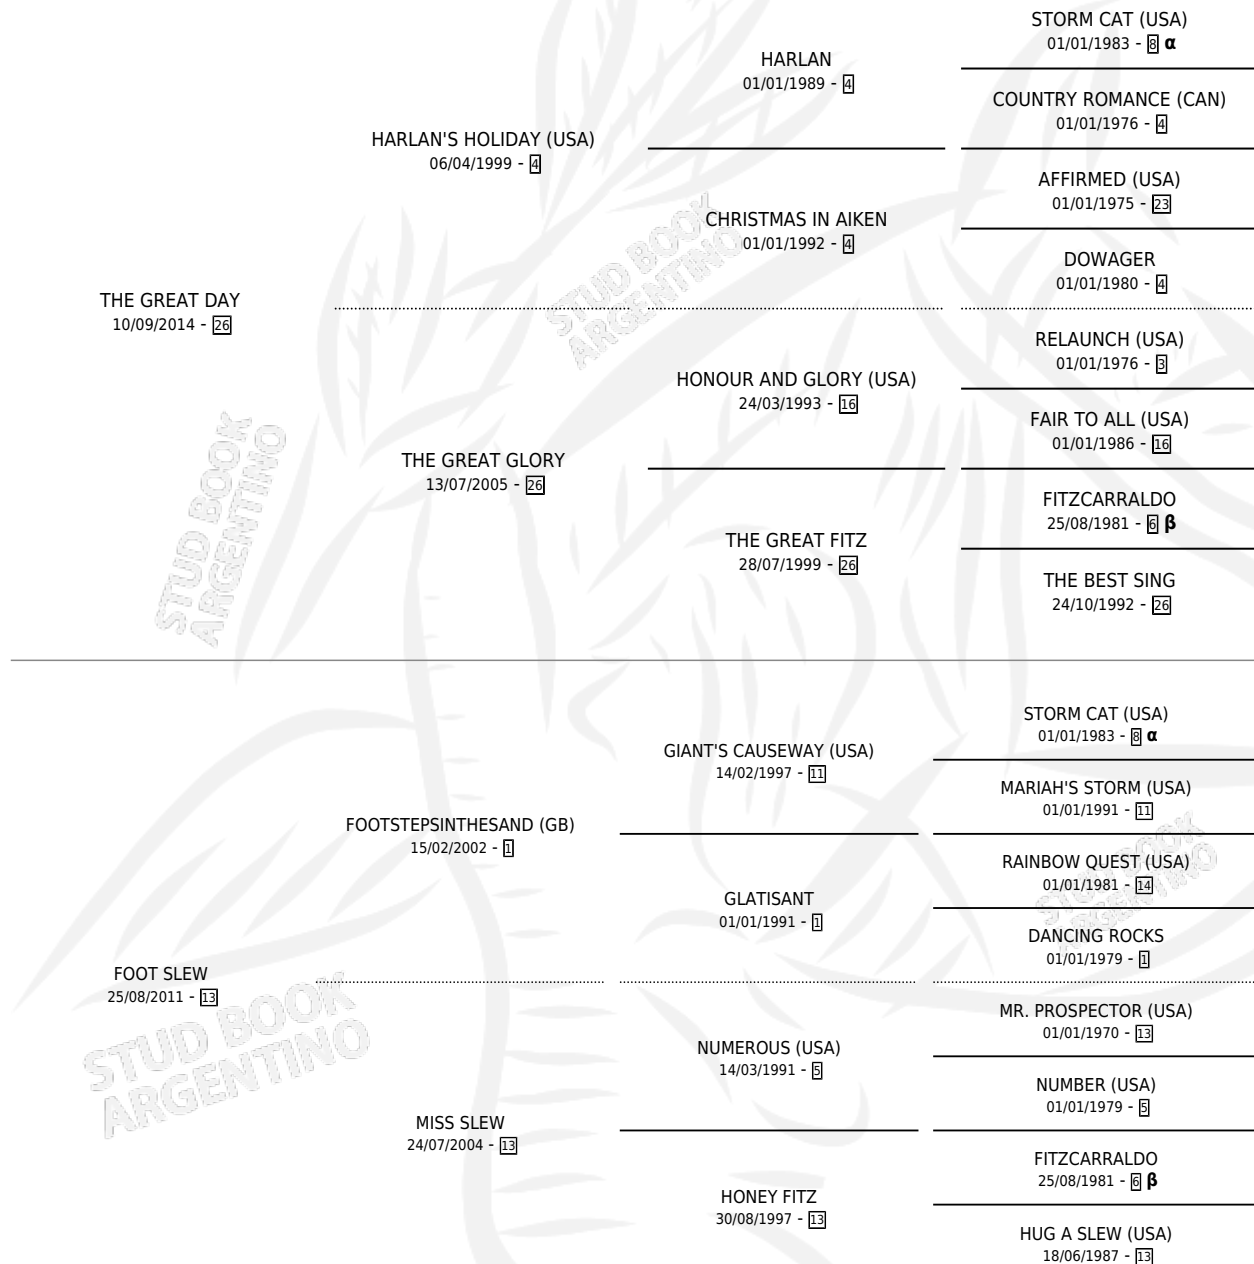 STORM CAT (USA)
01/01/1983 - 8 α
HARLAN
01/01/1989 - 4
COUNTRY ROMANCE (CAN)
01/01/1976 - 4
HARLAN'S HOLIDAY (USA)
06/04/1999 - 4
AFFIRMED (USA)
01/01/1975 - 23
CHRISTMAS IN AIKEN
01/01/1992 - 4
DOWAGER
01/01/1980 - 4
THE GREAT DAY
10/09/2014 - 26
RELAUNCH (USA)
01/01/1976 - 3
HONOUR AND GLORY (USA)
24/03/1993 - 16
FAIR TO ALL (USA)
01/01/1986 - 16
THE GREAT GLORY
13/07/2005 - 26
FITZCARRALDO
25/08/1981 - 6 β
THE GREAT FITZ
28/07/1999 - 26
THE BEST SING
24/10/1992 - 26
STORM CAT (USA)
01/01/1983 - 8 α
GIANT'S CAUSEWAY (USA)
14/02/1997 - 11
MARIAH'S STORM (USA)
01/01/1991 - 11
FOOTSTEPSINTHESAND (GB)
15/02/2002 - 1
RAINBOW QUEST (USA)
01/01/1981 - 14
GLATISANT
01/01/1991 - 1
DANCING ROCKS
01/01/1979 - 1
FOOT SLEW
25/08/2011 - 13
MR. PROSPECTOR (USA)
01/01/1970 - 13
NUMEROUS (USA)
14/03/1991 - 5
NUMBER (USA)
01/01/1979 - 5
MISS SLEW
24/07/2004 - 13
FITZCARRALDO
25/08/1981 - 6 β
HONEY FITZ
30/08/1997 - 13
HUG A SLEW (USA)
18/06/1987 - 13
STUD BOOK
ARGENTINO
STUD BOOK
ARGENTINO
STUD BOOK
ARGENTINO
STUD BOOK
ARGENTINO